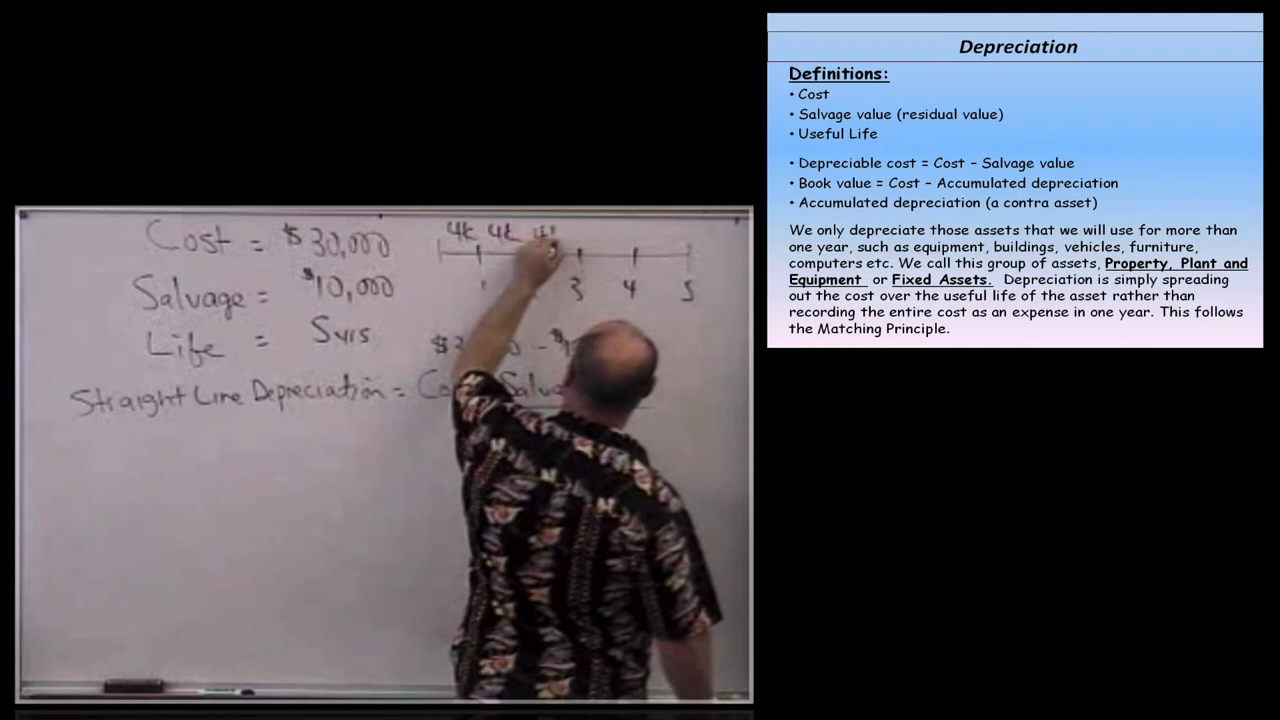 Depreciation
Definitions:
• Cost
• Salvage value (residual value)
• Useful Life
• Depreciable cost = Cost – Salvage value
• Book value = Cost – Accumulated depreciation
• Accumulated depreciation (a contra asset)
We only depreciate those assets that we will use for more than
one year, such as equipment, buildings, vehicles, furniture,
computers etc. We call this group of assets, Property, Plant and
Equipment or Fixed Assets. Depreciation is simply spreading
out the cost over the useful life of the asset rather than
recording the entire cost as an expense in one year. This follows
the Matching Principle.
Cost = $30,000
Salvage = $10,000
Life = 5yrs
4k 4k
1 3 4 5
Straight Line Depreciation =